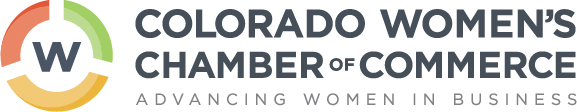 W
COLORADO WOMEN'S
CHAMBER OF COMMERCE
ADVANCING WOMEN IN BUSINESS